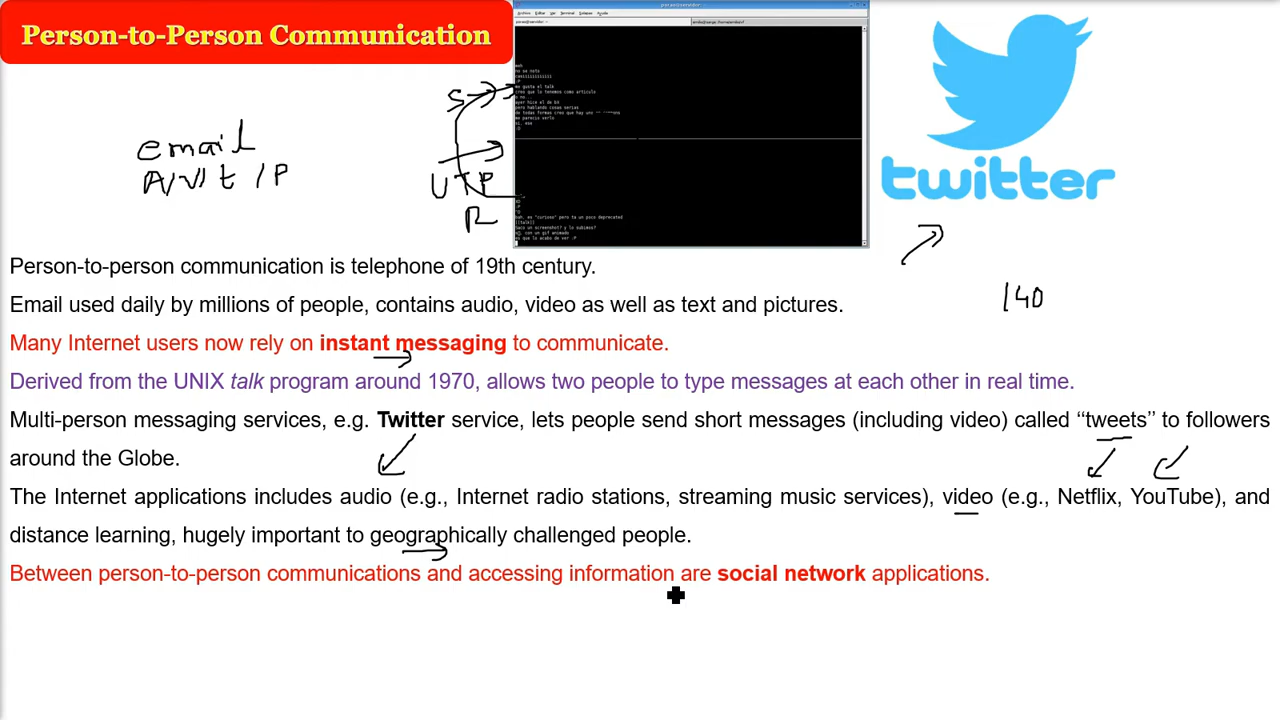 Person-to-Person Communication
twitter
email
A/V/t/P
S
UTP
R
140
Person-to-person communication is telephone of 19th century.
Email used daily by millions of people, contains audio, video as well as text and pictures.
Many Internet users now rely on instant messaging to communicate.
Derived from the UNIX talk program around 1970, allows two people to type messages at each other in real time.
Multi-person messaging services, e.g. Twitter service, lets people send short messages (including video) called ‘‘tweets’’ to followers
around the Globe.
The Internet applications includes audio (e.g., Internet radio stations, streaming music services), video (e.g., Netflix, YouTube), and
distance learning, hugely important to geographically challenged people.
Between person-to-person communications and accessing information are social network applications.